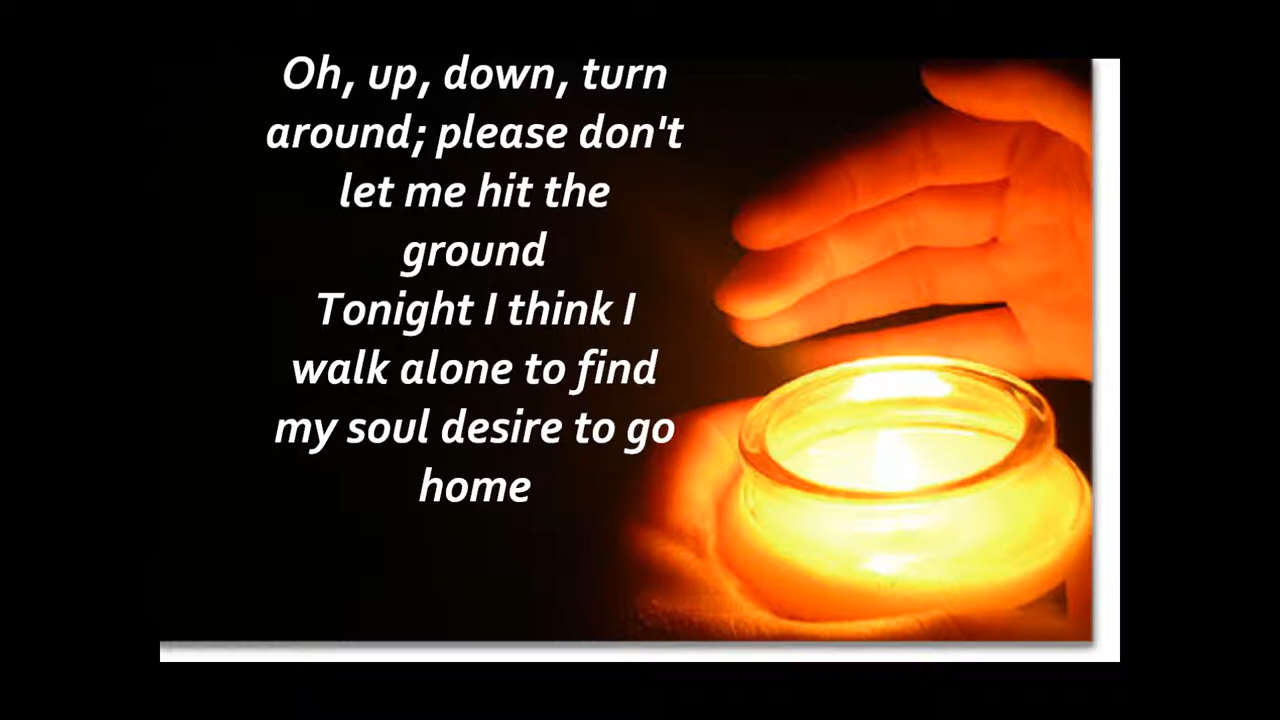 Oh, up, down, turn
around; please don't
let me hit the
ground
Tonight I think I
walk alone to find
my soul desire to go
home